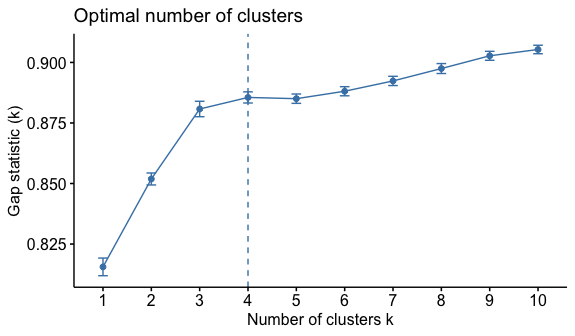 Optimal number of clusters
Gap statistic (k)
0.900
0.875
0.850
0.825
1 2 3 4 5 6 7 8 9 10
Number of clusters k